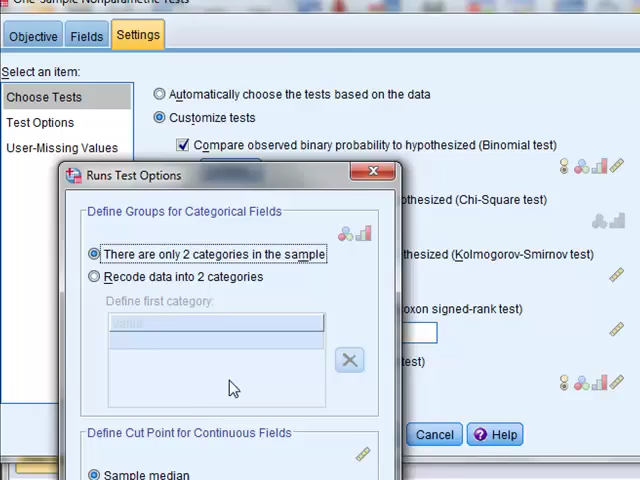 One-Sample Nonparametric Tests
Objective Fields Settings
Select an item:
Choose Tests
Test Options
User-Missing Values
Automatically choose the tests based on the data
Customize tests
Compare observed binary probability to hypothesized (Binomial test)
Runs Test Options
Define Groups for Categorical Fields
There are only 2 categories in the sample
Recode data into 2 categories
Define first category:
Value
Define Cut Point for Continuous Fields
Sample median
othesized (Chi-Square test)
othesized (Kolmogorov-Smirnov test)
oxon signed-rank test)
test)
Cancel Help